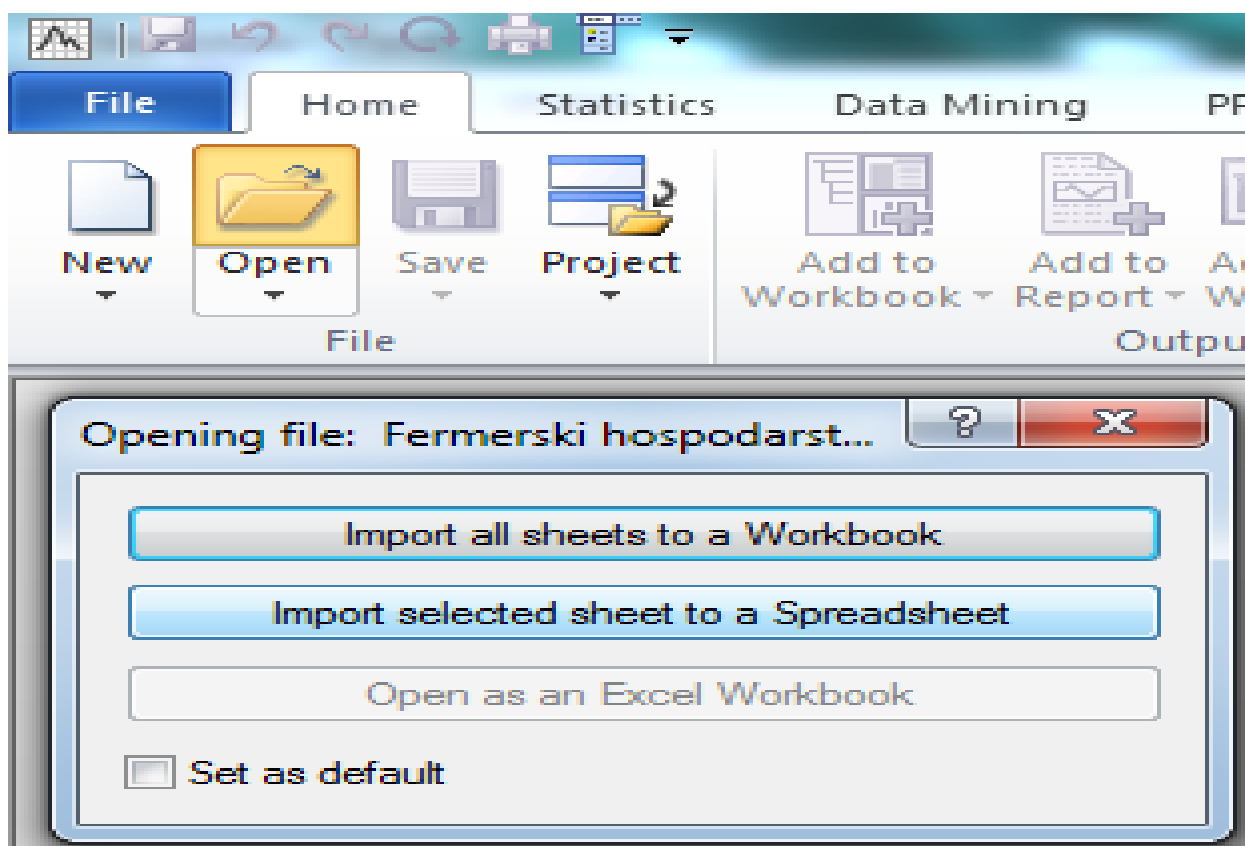 File Home Statistics Data Mining
New Open Save Project Add to Add to
Workbook Report
File
Opening file: Fermerski hospodarst...
Import all sheets to a Workbook
Import selected sheet to a Spreadsheet
Open as an Excel Workbook
Set as default